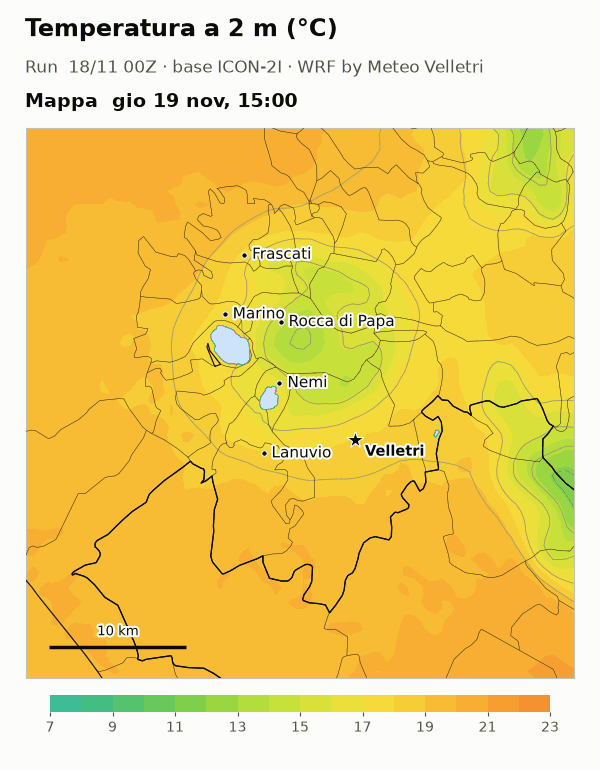 Temperatura a 2 m (°C)
Run  18/11 00Z · base ICON-2I · WRF by Meteo Velletri
Mappa  gio 19 nov, 15:00
Frascati
Marino
Rocca di Papa
Nemi
Velletri
Lanuvio
10 km
7 9 11 13 15 17 19 21 23